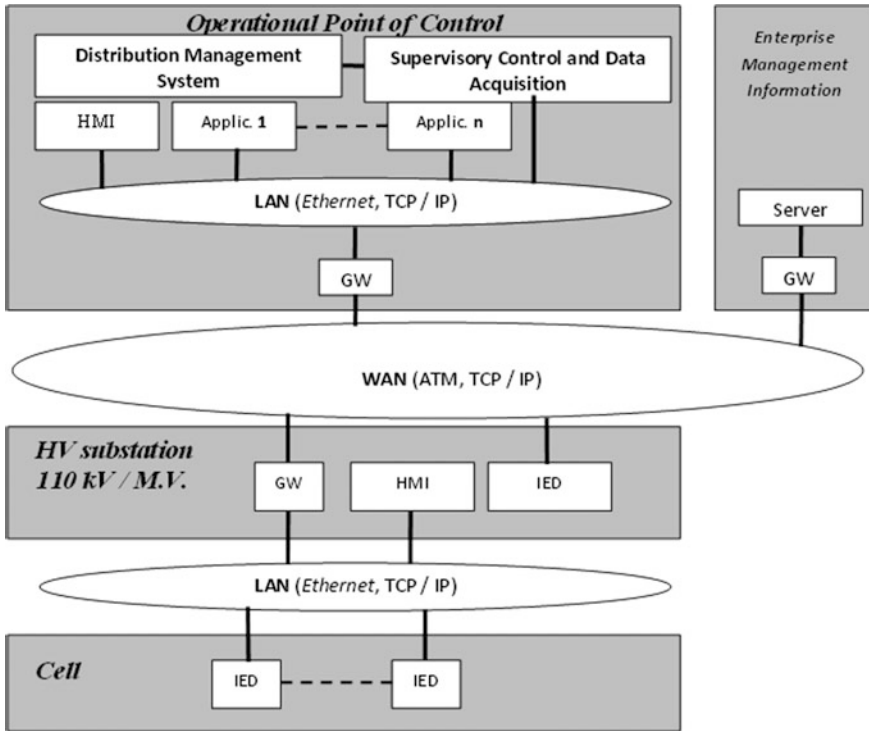 Operational Point of Control
Distribution Management
System
Supervisory Control and Data
Acquisition
HMI
Applic. 1
Applic. n
LAN (Ethernet, TCP / IP)
GW
Enterprise
Management
Information
Server
GW
WAN (ATM, TCP / IP)
HV substation
110 kV / M.V.
GW
HMI
IED
LAN (Ethernet, TCP / IP)
Cell
IED
IED